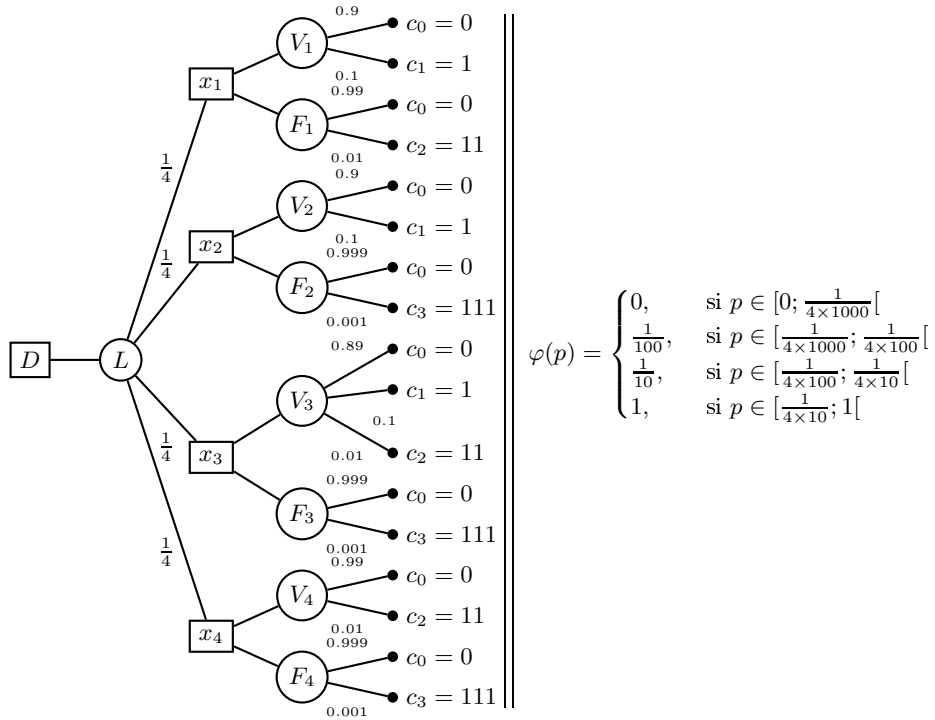 0.9
c₀ = 0
V₁
c₁ = 1
x₁
0.1
0.99
c₀ = 0
F₁
c₂ = 11
1/4
0.01
0.9
c₀ = 0
V₂
c₁ = 1
x₂
0.1
0.999
1/4
c₀ = 0
F₂
c₃ = 111
0.001
0.89
c₀ = 0
D
L
c₁ = 1
V₃
0.1
1/4
x₃
0.01
c₂ = 11
0.999
c₀ = 0
F₃
c₃ = 111
1/4
0.001
0.99
c₀ = 0
V₄
c₂ = 11
x₄
0.01
0.999
c₀ = 0
F₄
c₃ = 111
0.001
φ(p) =
0, si p ∈ [0; 1/(4×1000)[
1/100, si p ∈ [1/(4×1000); 1/(4×100)[
1/10, si p ∈ [1/(4×100); 1/(4×10)[
1, si p ∈ [1/(4×10); 1[